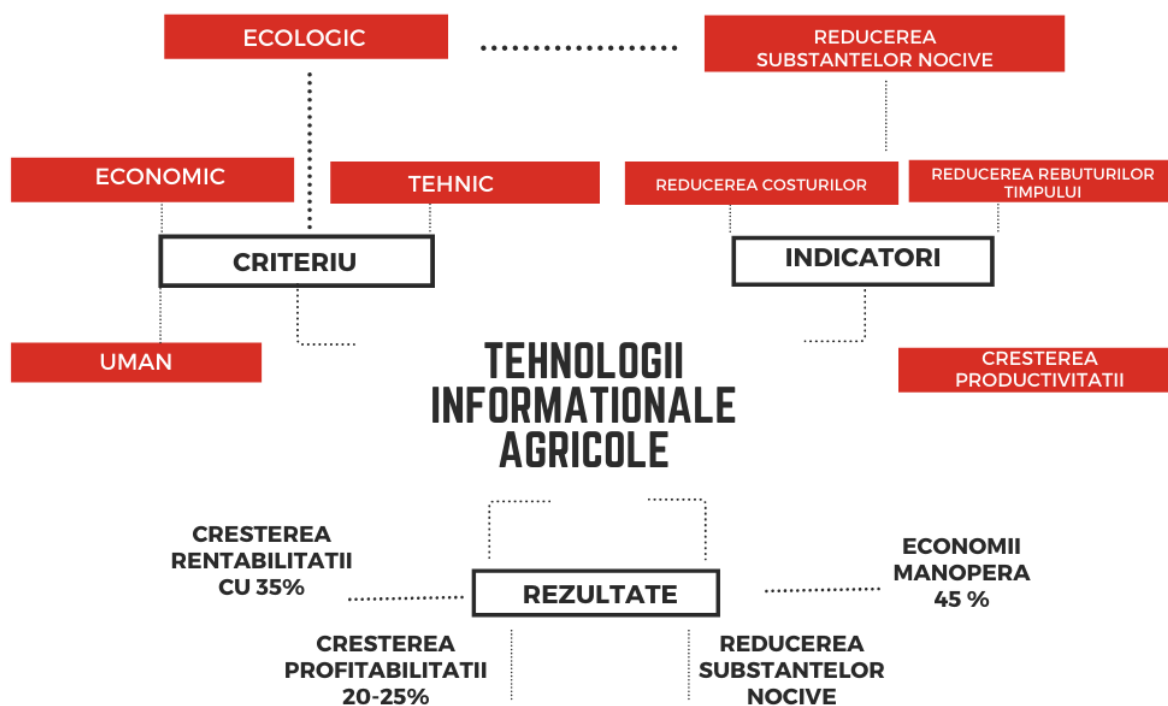 ECOLOGIC
REDUCEREA
SUBSTANTELOR NOCIVE
ECONOMIC
TEHNIC
REDUCEREA COSTURILOR
REDUCEREA REBUTURILOR
TIMPULUI
CRITERIU
INDICATORI
UMAN
CRESTEREA
PRODUCTIVITATII
TEHNOLOGII
INFORMATIONALE
AGRICOLE
CRESTEREA
RENTABILITATII
CU 35%
ECONOMII
MANOPERA
45 %
REZULTATE
CRESTEREA
PROFITABILITATII
20-25%
REDUCEREA
SUBSTANTELOR
NOCIVE